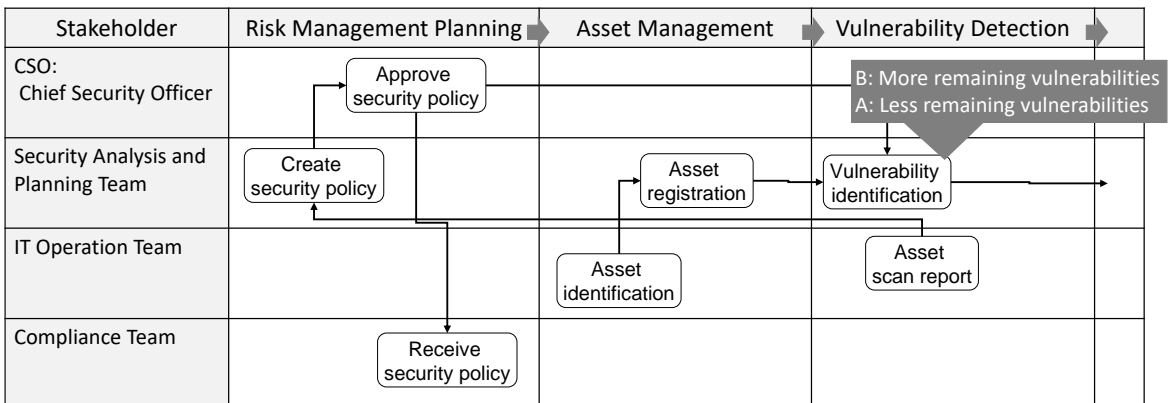 Stakeholder
Risk Management Planning
Asset Management
Vulnerability Detection
CSO:
Chief Security Officer
Approve
security policy
B: More remaining vulnerabilities
A: Less remaining vulnerabilities
Security Analysis and
Planning Team
Create
security policy
Asset
registration
Vulnerability
identification
IT Operation Team
Asset
identification
Asset
scan report
Compliance Team
Receive
security policy